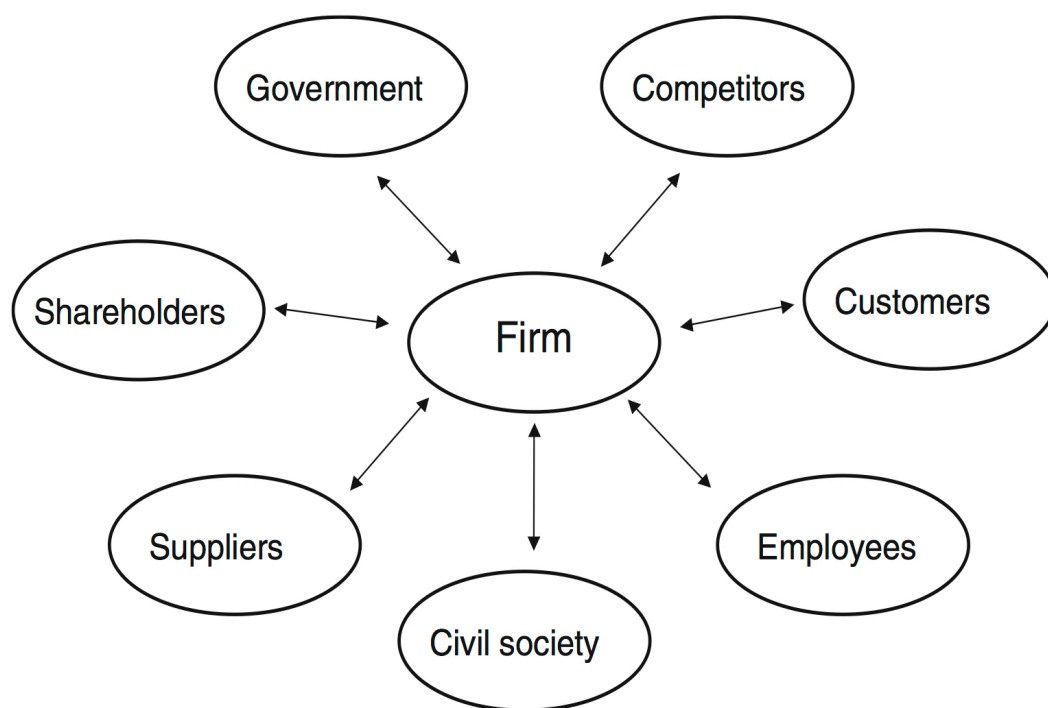 Government
Competitors
Shareholders
Firm
Customers
Suppliers
Employees
Civil society